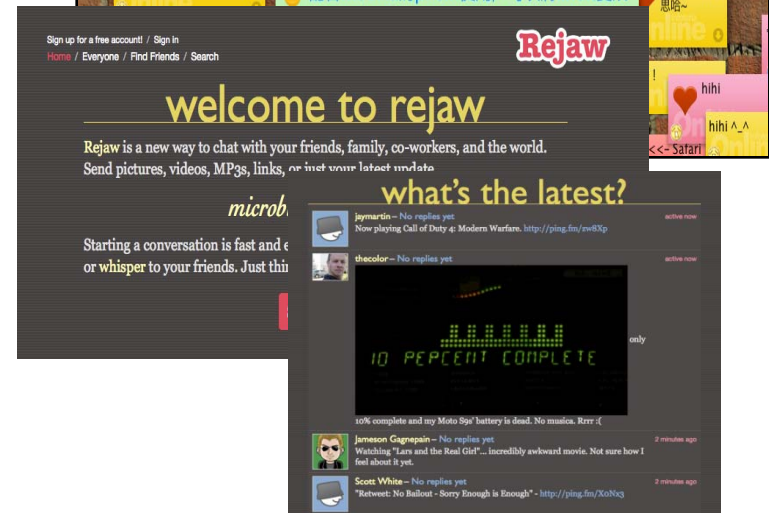 思哈~
!
hihi
hihi ^_^
<<- Safari
Sign up for a free account! / Sign in
Home / Everyone / Find Friends / Search
Rejaw
welcome to rejaw
Rejaw is a new way to chat with your friends, family, co-workers, and the world.
Send pictures, videos, MP3s, links, or just your latest update
microb
Starting a conversation is fast and e
or whisper to your friends. Just thi
what's the latest?
jaymartin – No replies yet active now
Now playing Call of Duty 4: Modern Warfare. http://ping.fm/zw8Xp
thecolor – No replies yet active now
10 PEPCENT COMPLETE
only
10% complete and my Moto S9s' battery is dead. No musica. Rrrr :(
Jameson Gagnepain – No replies yet 2 minutes ago
Watching "Lars and the Real Girl"... incredibly awkward movie. Not sure how I
feel about it yet.
Scott White – No replies yet 2 minutes ago
"Retweet: No Bailout - Sorry Enough is Enough" - http://ping.fm/XoNx3